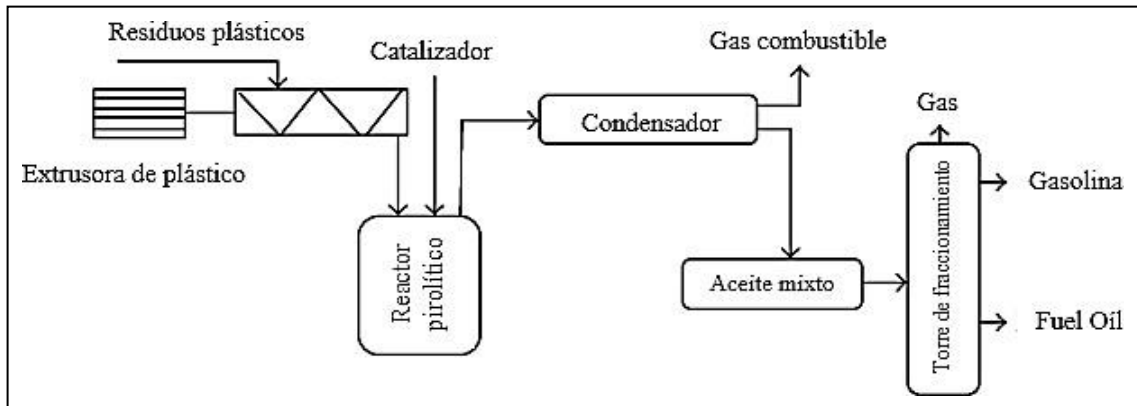 Residuos plásticos
Catalizador
Gas combustible
Extrusora de plástico
Condensador
Gas
Gasolina
Reactor
pirolítico
Aceite mixto
Torre de fraccionamiento
Fuel Oíl